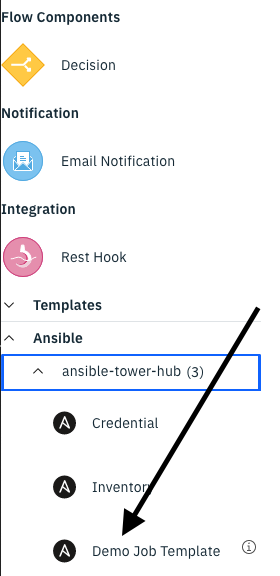 Flow Components
Decision
Notification
Email Notification
Integration
Rest Hook
Templates
Ansible
ansible-tower-hub (3)
Credential
Inventory
Demo Job Template